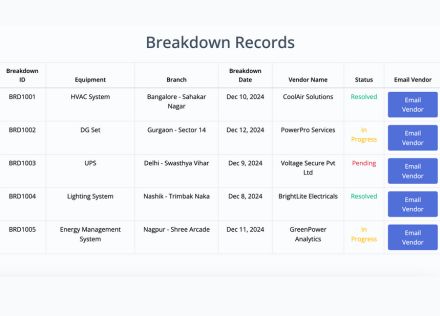 Breakdown Records
Breakdown ID Equipment Branch Breakdown Date Vendor Name Status Email Vendor
BRD1001 HVAC System Bangalore - Sahakar Nagar Dec 10, 2024 CoolAir Solutions Resolved Email Vendor
BRD1002 DG Set Gurgaon - Sector 14 Dec 12, 2024 PowerPro Services In Progress Email Vendor
BRD1003 UPS Delhi - Swasthya Vihar Dec 9, 2024 Voltage Secure Pvt Ltd Pending Email Vendor
BRD1004 Lighting System Nashik - Trimbak Naka Dec 8, 2024 BrightLite Electricals Resolved Email Vendor
BRD1005 Energy Management System Nagpur - Shree Arcade Dec 11, 2024 GreenPower Analytics In Progress Email Vendor